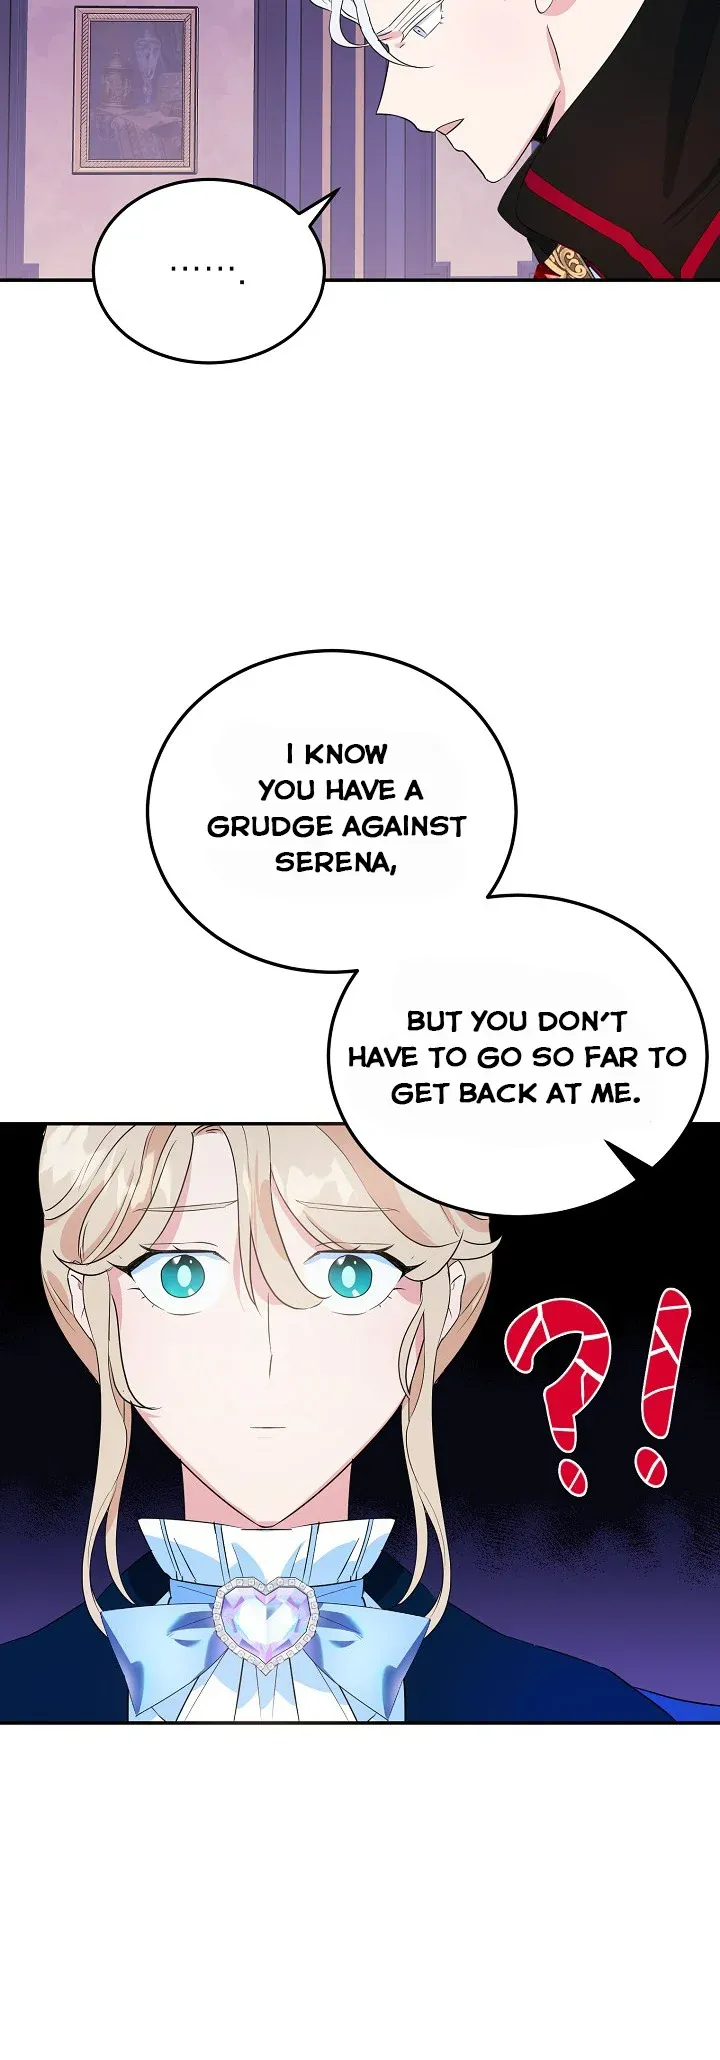 .......
I KNOW
YOU HAVE A
GRUDGE AGAINST
SERENA,
BUT YOU DON'T
HAVE TO GO SO FAR TO
GET BACK AT ME.
?!